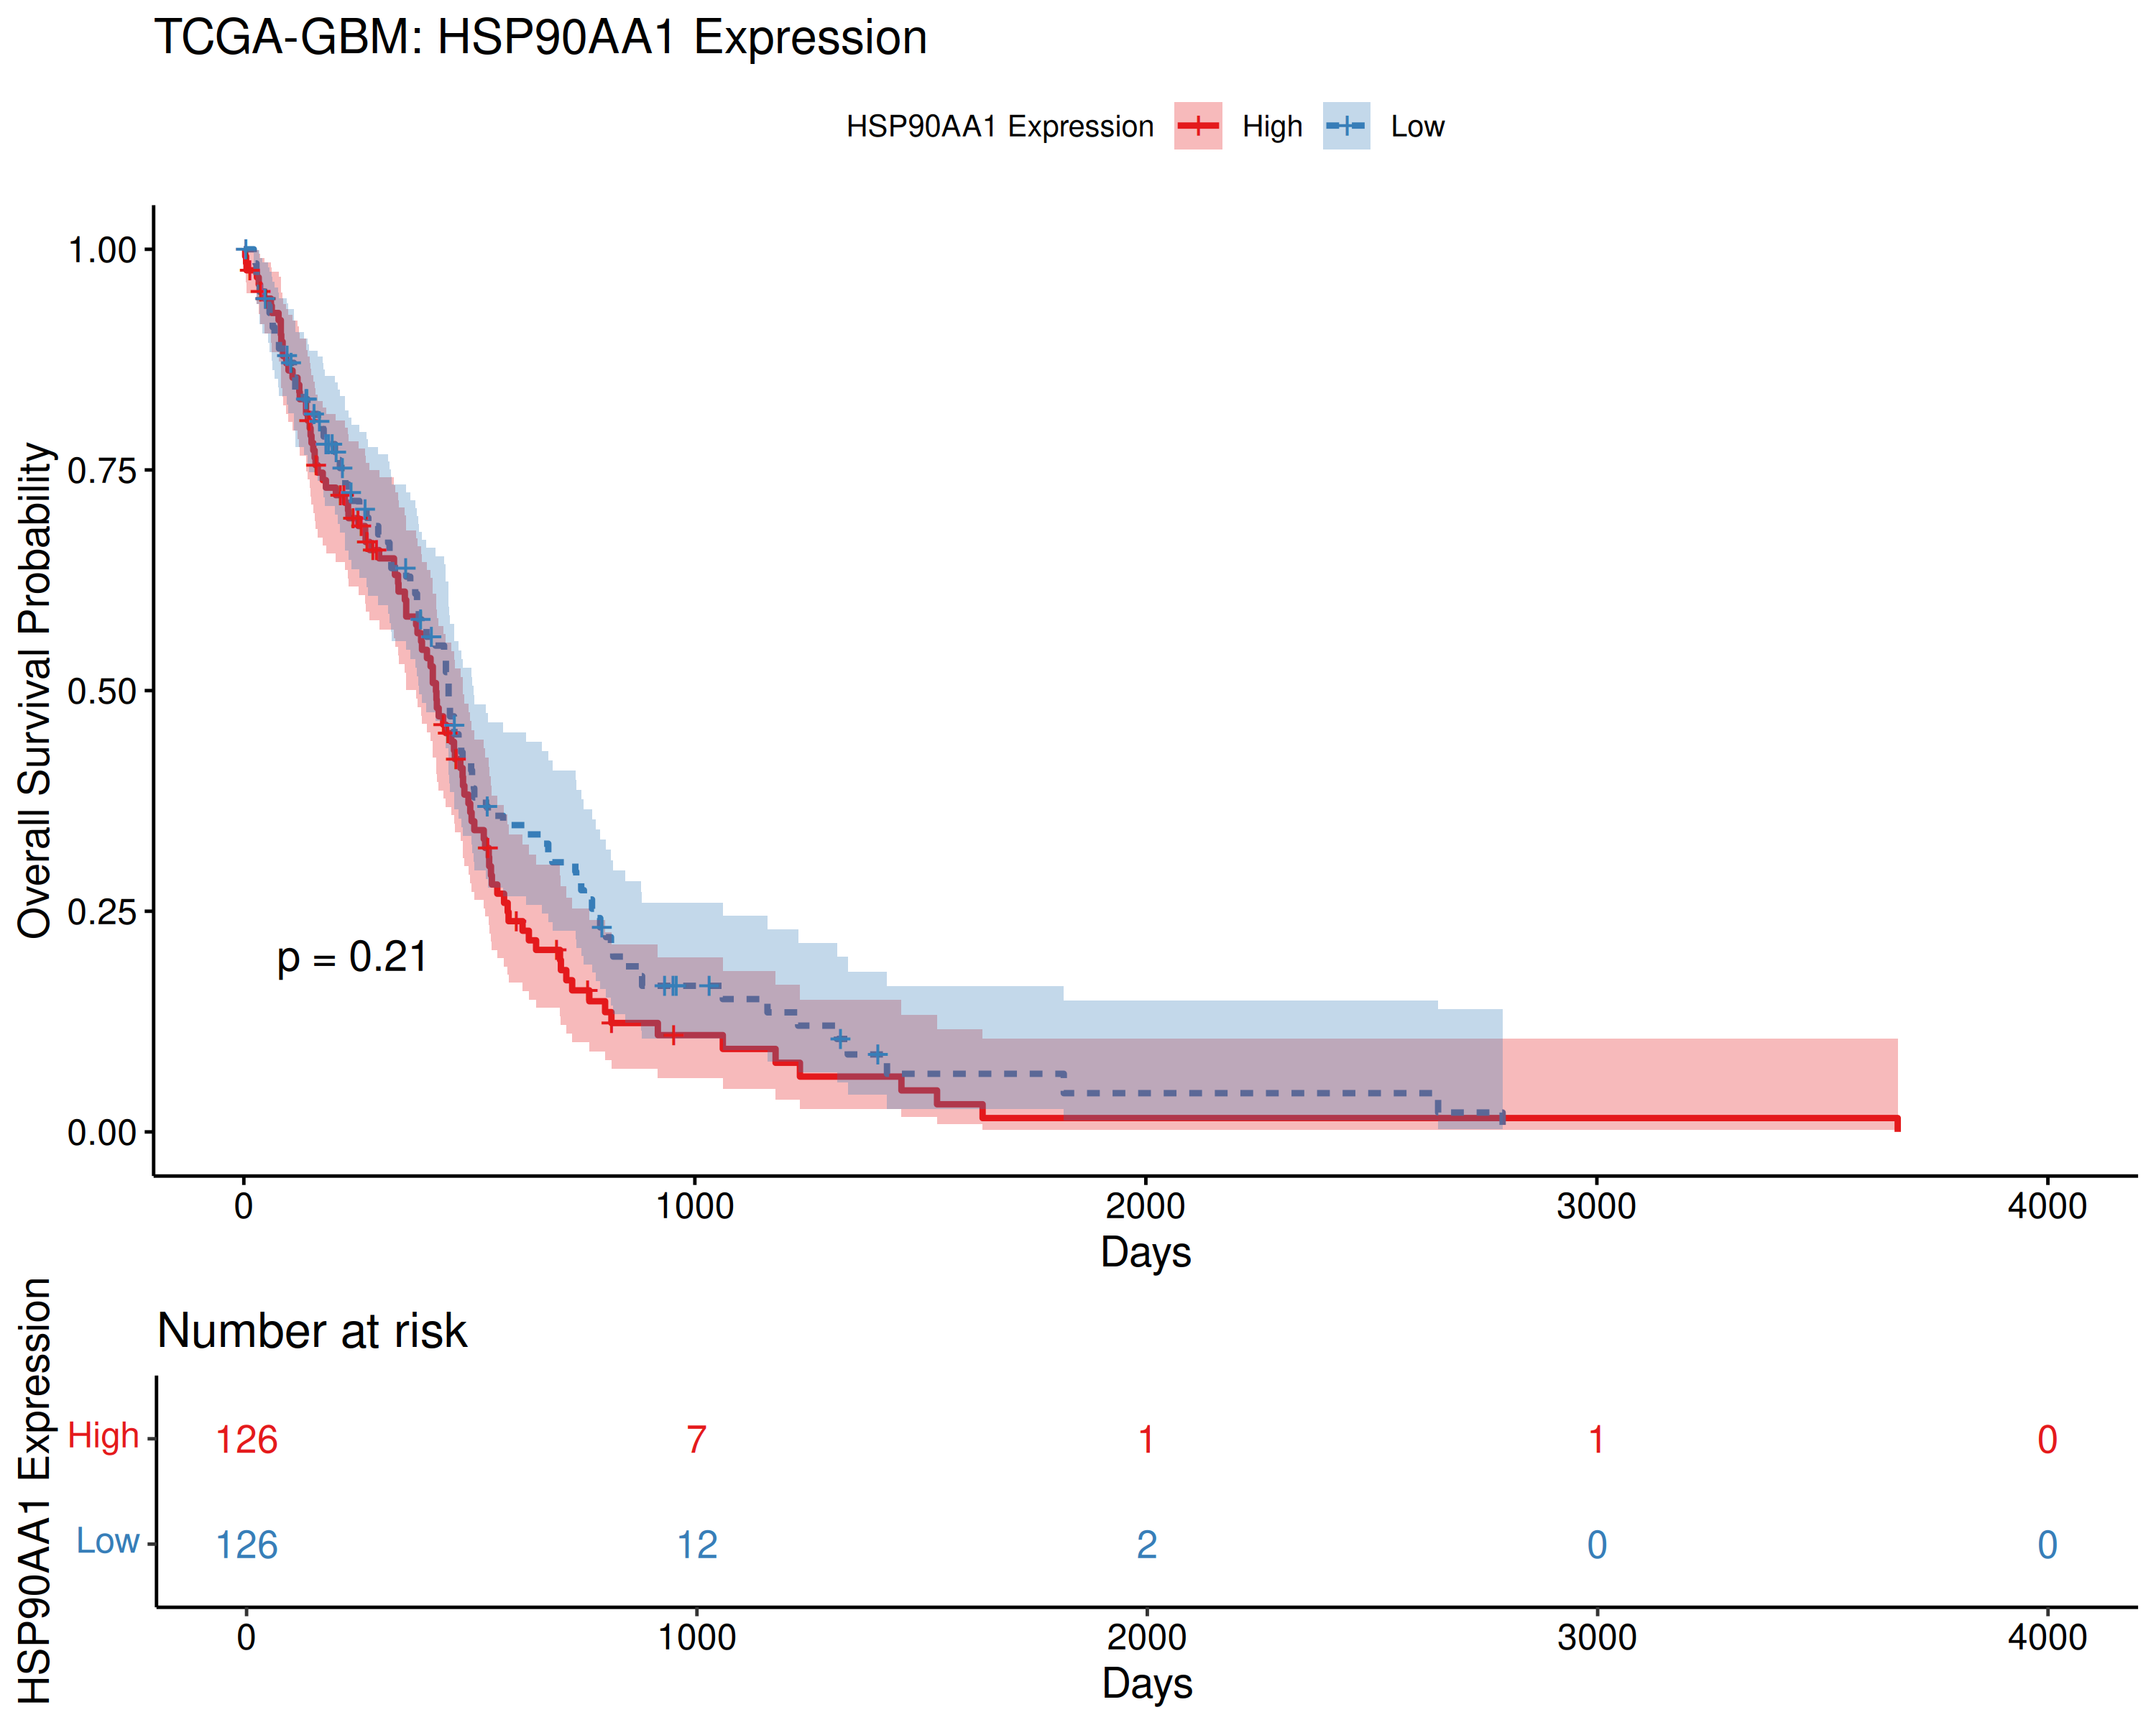 TCGA-GBM: HSP90AA1 Expression
HSP90AA1 Expression High Low
Overall Survival Probability
1.00
0.75
0.50
0.25
0.00
p = 0.21
0 1000 2000 3000 4000
Days
Number at risk
HSP90AA1 Expression
High 126 7 1 1 0
Low 126 12 2 0 0
0 1000 2000 3000 4000
Days